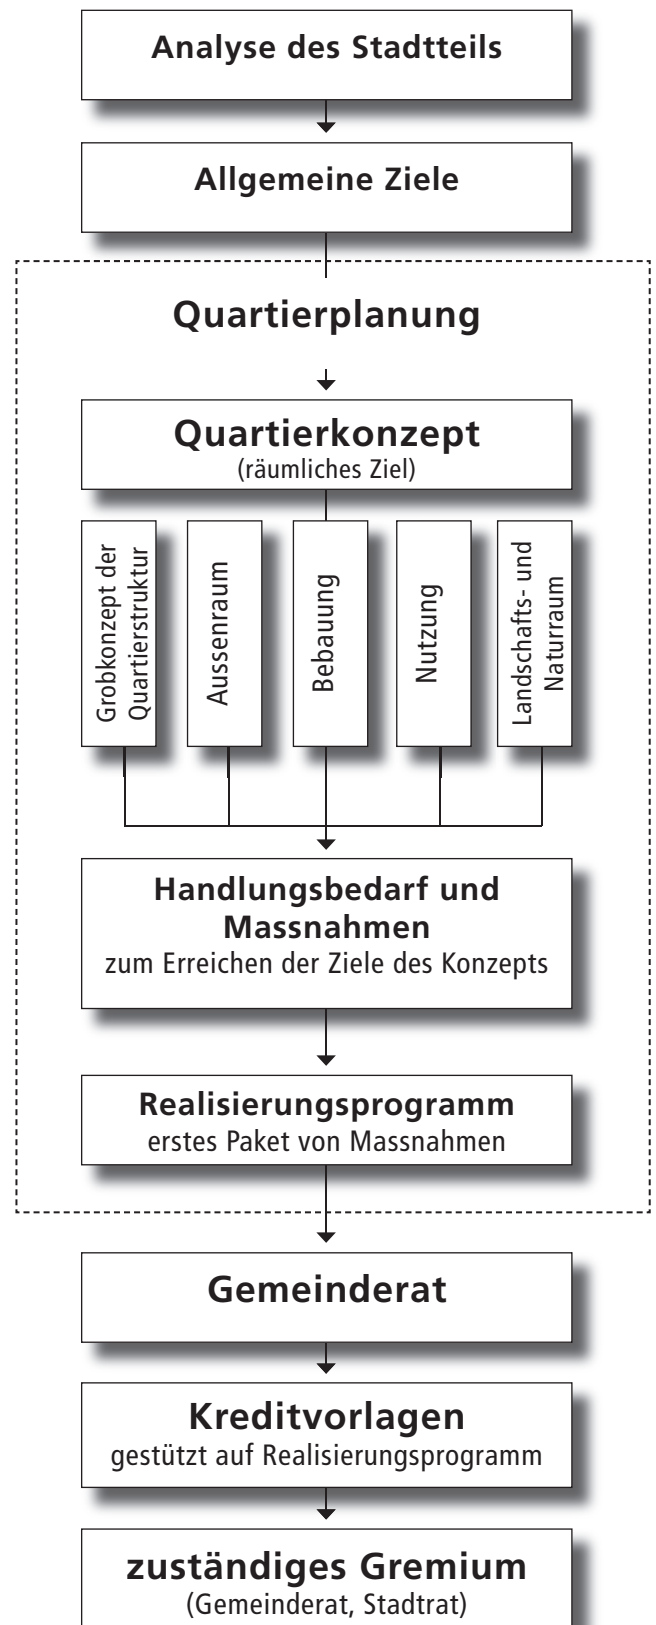 Analyse des Stadtteils
Allgemeine Ziele
Quartierplanung
Quartierkonzept
(räumliches Ziel)
Grobkonzept der
Quartierstruktur
Aussenraum
Bebauung
Nutzung
Landschafts- und
Naturraum
Handlungsbedarf und
Massnahmen
zum Erreichen der Ziele des Konzepts
Realisierungsprogramm
erstes Paket von Massnahmen
Gemeinderat
Kreditvorlagen
gestützt auf Realisierungsprogramm
zuständiges Gremium
(Gemeinderat, Stadtrat)